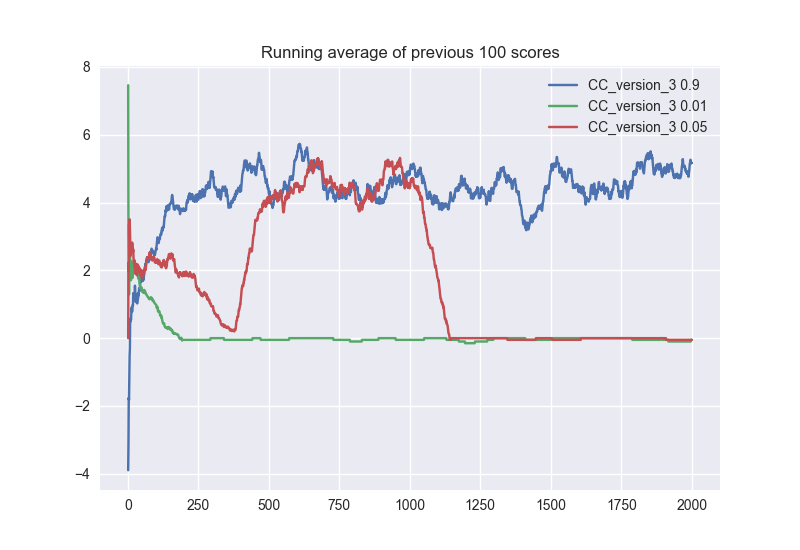 Running average of previous 100 scores
8
6
4
2
0
−2
−4
CC_version_3 0.9
CC_version_3 0.01
CC_version_3 0.05
0 250 500 750 1000 1250 1500 1750 2000